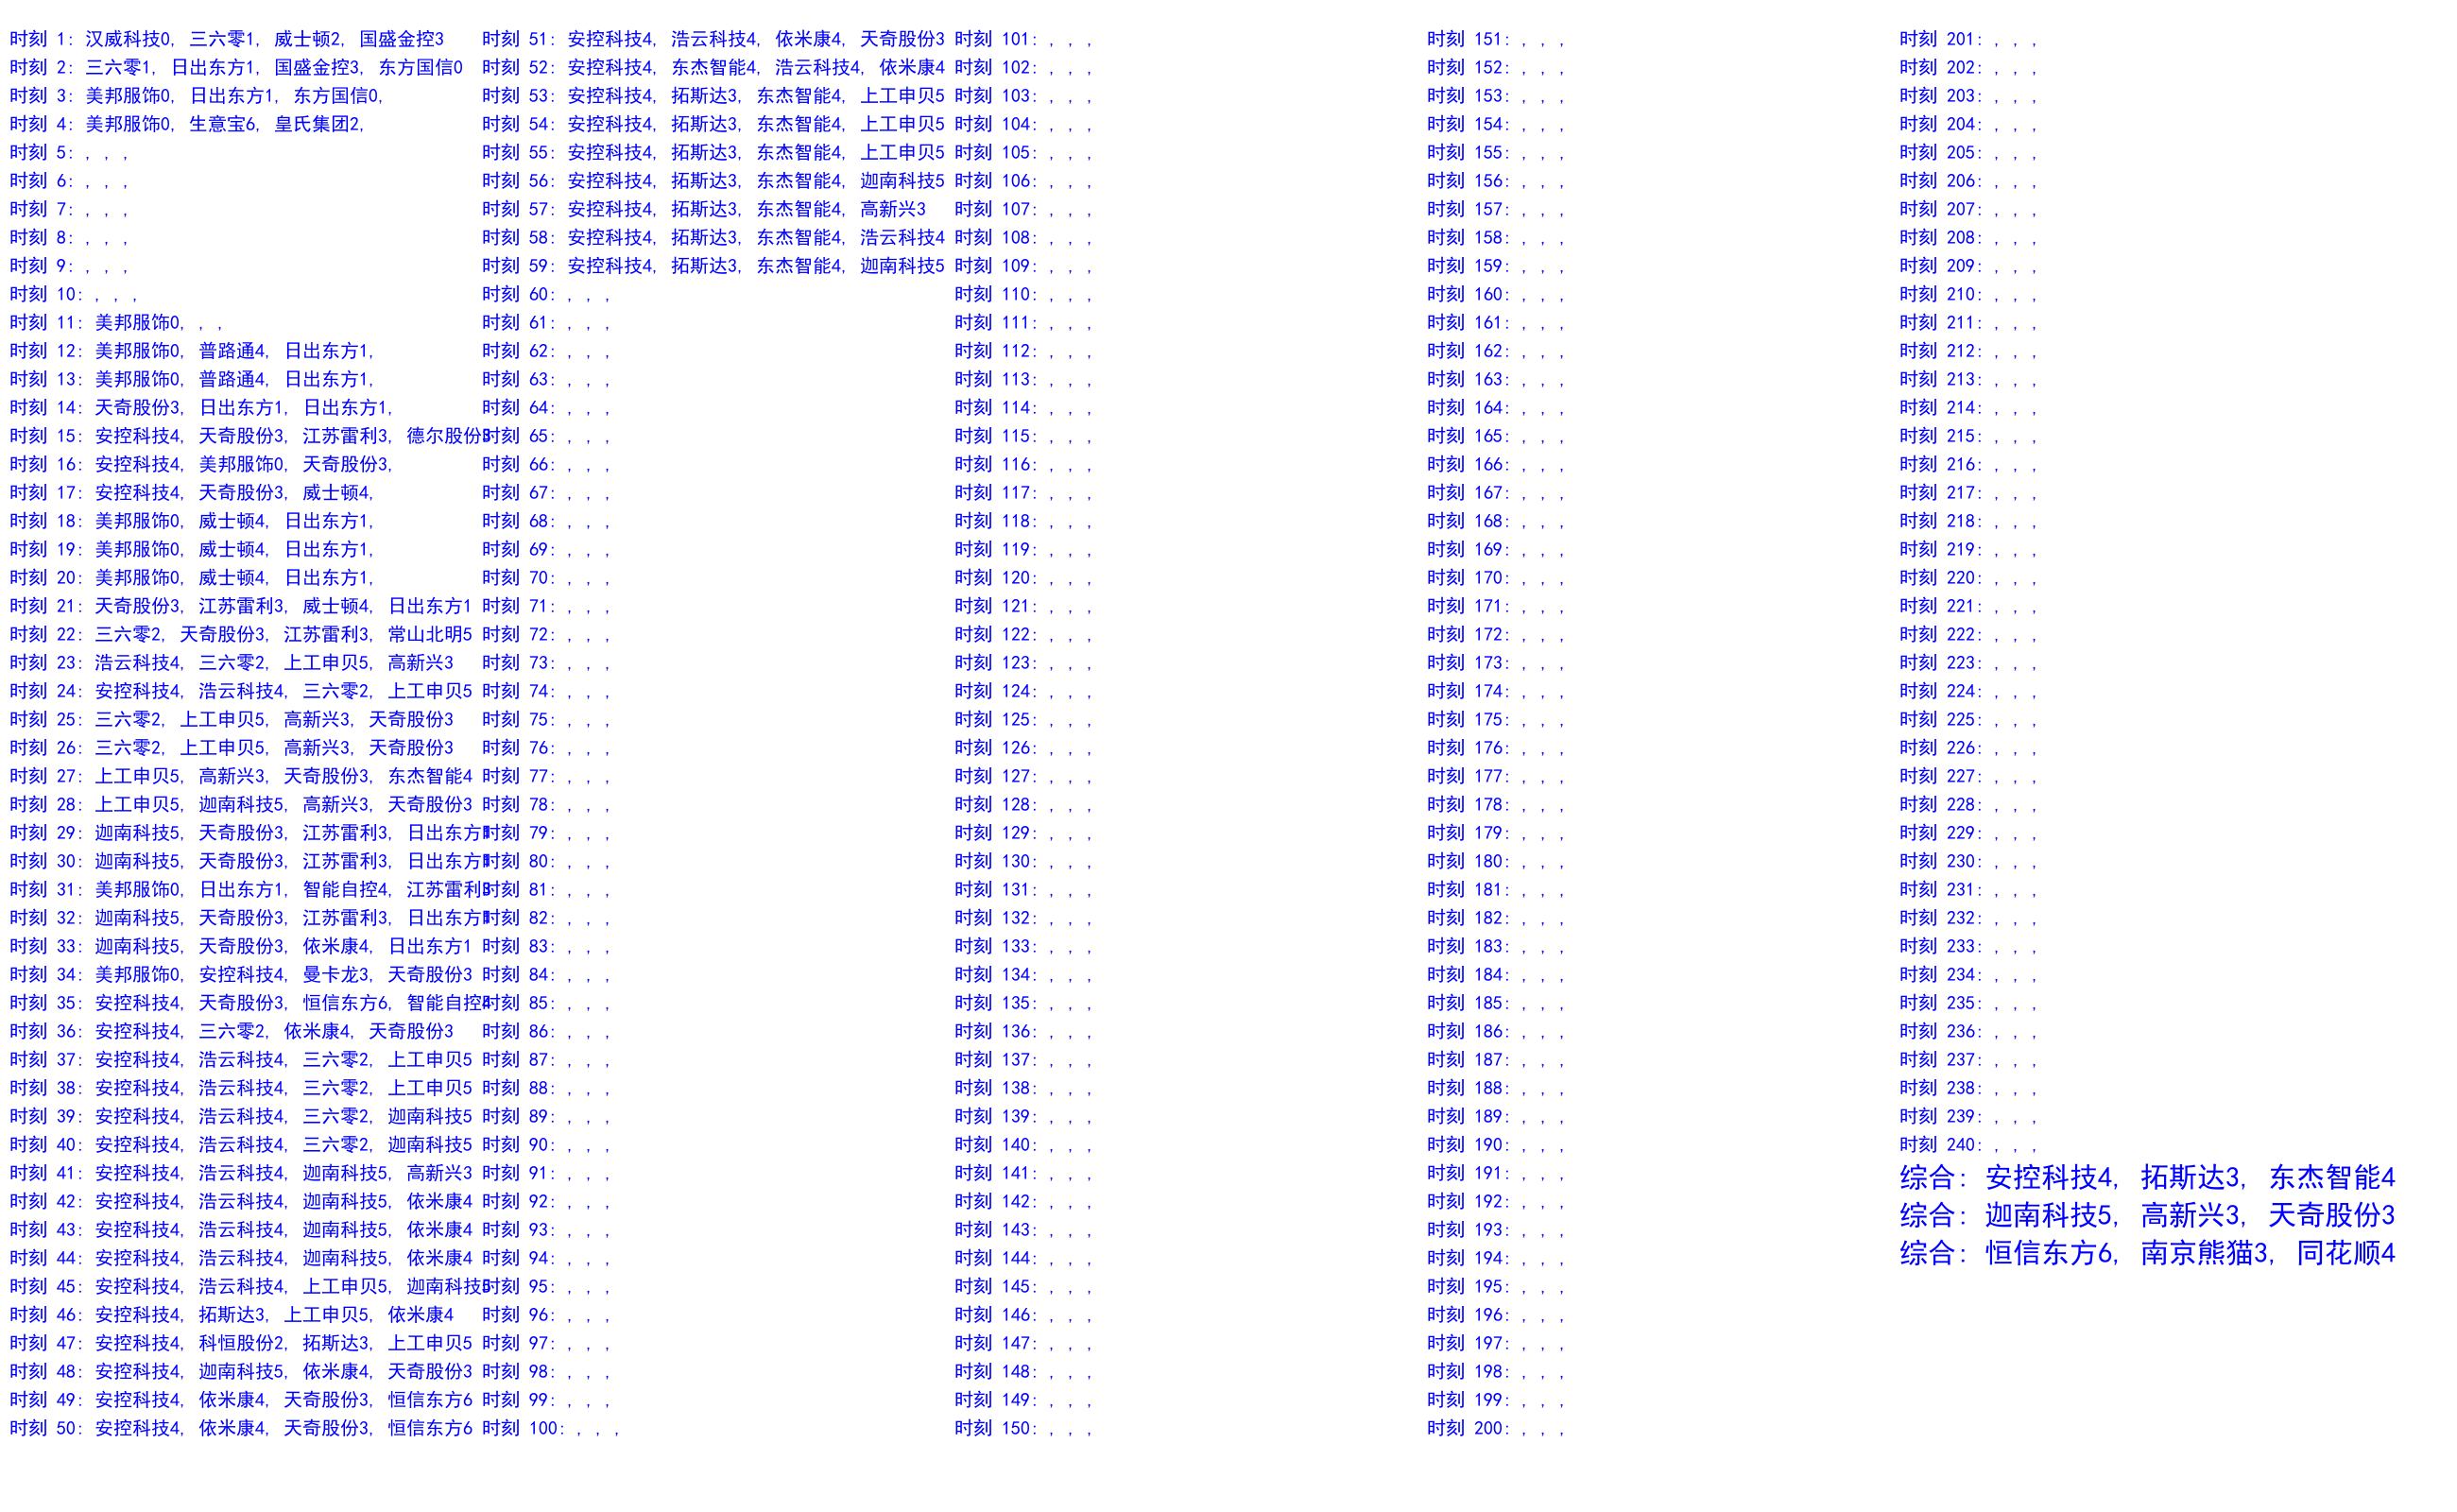 时刻 1: 汉威科技0, 三六零1, 威士顿2, 国盛金控3
时刻 2: 三六零1, 日出东方1, 国盛金控3, 东方国信0
时刻 3: 美邦服饰0, 日出东方1, 东方国信0,
时刻 4: 美邦服饰0, 生意宝6, 皇氏集团2,
时刻 5: , , ,
时刻 6: , , ,
时刻 7: , , ,
时刻 8: , , ,
时刻 9: , , ,
时刻 10: , , ,
时刻 11: 美邦服饰0, , ,
时刻 12: 美邦服饰0, 普路通4, 日出东方1,
时刻 13: 美邦服饰0, 普路通4, 日出东方1,
时刻 14: 天奇股份3, 日出东方1, 日出东方1,
时刻 15: 安控科技4, 天奇股份3, 江苏雷利3, 德尔股份3
时刻 16: 安控科技4, 美邦服饰0, 天奇股份3,
时刻 17: 安控科技4, 天奇股份3, 威士顿4,
时刻 18: 美邦服饰0, 威士顿4, 日出东方1,
时刻 19: 美邦服饰0, 威士顿4, 日出东方1,
时刻 20: 美邦服饰0, 威士顿4, 日出东方1,
时刻 21: 天奇股份3, 江苏雷利3, 威士顿4, 日出东方1
时刻 22: 三六零2, 天奇股份3, 江苏雷利3, 常山北明5
时刻 23: 浩云科技4, 三六零2, 上工申贝5, 高新兴3
时刻 24: 安控科技4, 浩云科技4, 三六零2, 上工申贝5
时刻 25: 三六零2, 上工申贝5, 高新兴3, 天奇股份3
时刻 26: 三六零2, 上工申贝5, 高新兴3, 天奇股份3
时刻 27: 上工申贝5, 高新兴3, 天奇股份3, 东杰智能4
时刻 28: 上工申贝5, 迦南科技5, 高新兴3, 天奇股份3
时刻 29: 迦南科技5, 天奇股份3, 江苏雷利3, 日出东方1
时刻 30: 迦南科技5, 天奇股份3, 江苏雷利3, 日出东方1
时刻 31: 美邦服饰0, 日出东方1, 智能自控4, 江苏雷利3
时刻 32: 迦南科技5, 天奇股份3, 江苏雷利3, 日出东方1
时刻 33: 迦南科技5, 天奇股份3, 依米康4, 日出东方1
时刻 34: 美邦服饰0, 安控科技4, 曼卡龙3, 天奇股份3
时刻 35: 安控科技4, 天奇股份3, 恒信东方6, 智能自控4
时刻 36: 安控科技4, 三六零2, 依米康4, 天奇股份3
时刻 37: 安控科技4, 浩云科技4, 三六零2, 上工申贝5
时刻 38: 安控科技4, 浩云科技4, 三六零2, 上工申贝5
时刻 39: 安控科技4, 浩云科技4, 三六零2, 迦南科技5
时刻 40: 安控科技4, 浩云科技4, 三六零2, 迦南科技5
时刻 41: 安控科技4, 浩云科技4, 迦南科技5, 高新兴3
时刻 42: 安控科技4, 浩云科技4, 迦南科技5, 依米康4
时刻 43: 安控科技4, 浩云科技4, 迦南科技5, 依米康4
时刻 44: 安控科技4, 浩云科技4, 迦南科技5, 依米康4
时刻 45: 安控科技4, 浩云科技4, 上工申贝5, 迦南科技5
时刻 46: 安控科技4, 拓斯达3, 上工申贝5, 依米康4
时刻 47: 安控科技4, 科恒股份2, 拓斯达3, 上工申贝5
时刻 48: 安控科技4, 迦南科技5, 依米康4, 天奇股份3
时刻 49: 安控科技4, 依米康4, 天奇股份3, 恒信东方6
时刻 50: 安控科技4, 依米康4, 天奇股份3, 恒信东方6
时刻 51: 安控科技4, 浩云科技4, 依米康4, 天奇股份3
时刻 52: 安控科技4, 东杰智能4, 浩云科技4, 依米康4
时刻 53: 安控科技4, 拓斯达3, 东杰智能4, 上工申贝5
时刻 54: 安控科技4, 拓斯达3, 东杰智能4, 上工申贝5
时刻 55: 安控科技4, 拓斯达3, 东杰智能4, 上工申贝5
时刻 56: 安控科技4, 拓斯达3, 东杰智能4, 迦南科技5
时刻 57: 安控科技4, 拓斯达3, 东杰智能4, 高新兴3
时刻 58: 安控科技4, 拓斯达3, 东杰智能4, 浩云科技4
时刻 59: 安控科技4, 拓斯达3, 东杰智能4, 迦南科技5
时刻 60: , , ,
时刻 61: , , ,
时刻 62: , , ,
时刻 63: , , ,
时刻 64: , , ,
时刻 65: , , ,
时刻 66: , , ,
时刻 67: , , ,
时刻 68: , , ,
时刻 69: , , ,
时刻 70: , , ,
时刻 71: , , ,
时刻 72: , , ,
时刻 73: , , ,
时刻 74: , , ,
时刻 75: , , ,
时刻 76: , , ,
时刻 77: , , ,
时刻 78: , , ,
时刻 79: , , ,
时刻 80: , , ,
时刻 81: , , ,
时刻 82: , , ,
时刻 83: , , ,
时刻 84: , , ,
时刻 85: , , ,
时刻 86: , , ,
时刻 87: , , ,
时刻 88: , , ,
时刻 89: , , ,
时刻 90: , , ,
时刻 91: , , ,
时刻 92: , , ,
时刻 93: , , ,
时刻 94: , , ,
时刻 95: , , ,
时刻 96: , , ,
时刻 97: , , ,
时刻 98: , , ,
时刻 99: , , ,
时刻 100: , , ,
时刻 101: , , ,
时刻 102: , , ,
时刻 103: , , ,
时刻 104: , , ,
时刻 105: , , ,
时刻 106: , , ,
时刻 107: , , ,
时刻 108: , , ,
时刻 109: , , ,
时刻 110: , , ,
时刻 111: , , ,
时刻 112: , , ,
时刻 113: , , ,
时刻 114: , , ,
时刻 115: , , ,
时刻 116: , , ,
时刻 117: , , ,
时刻 118: , , ,
时刻 119: , , ,
时刻 120: , , ,
时刻 121: , , ,
时刻 122: , , ,
时刻 123: , , ,
时刻 124: , , ,
时刻 125: , , ,
时刻 126: , , ,
时刻 127: , , ,
时刻 128: , , ,
时刻 129: , , ,
时刻 130: , , ,
时刻 131: , , ,
时刻 132: , , ,
时刻 133: , , ,
时刻 134: , , ,
时刻 135: , , ,
时刻 136: , , ,
时刻 137: , , ,
时刻 138: , , ,
时刻 139: , , ,
时刻 140: , , ,
时刻 141: , , ,
时刻 142: , , ,
时刻 143: , , ,
时刻 144: , , ,
时刻 145: , , ,
时刻 146: , , ,
时刻 147: , , ,
时刻 148: , , ,
时刻 149: , , ,
时刻 150: , , ,
时刻 151: , , ,
时刻 152: , , ,
时刻 153: , , ,
时刻 154: , , ,
时刻 155: , , ,
时刻 156: , , ,
时刻 157: , , ,
时刻 158: , , ,
时刻 159: , , ,
时刻 160: , , ,
时刻 161: , , ,
时刻 162: , , ,
时刻 163: , , ,
时刻 164: , , ,
时刻 165: , , ,
时刻 166: , , ,
时刻 167: , , ,
时刻 168: , , ,
时刻 169: , , ,
时刻 170: , , ,
时刻 171: , , ,
时刻 172: , , ,
时刻 173: , , ,
时刻 174: , , ,
时刻 175: , , ,
时刻 176: , , ,
时刻 177: , , ,
时刻 178: , , ,
时刻 179: , , ,
时刻 180: , , ,
时刻 181: , , ,
时刻 182: , , ,
时刻 183: , , ,
时刻 184: , , ,
时刻 185: , , ,
时刻 186: , , ,
时刻 187: , , ,
时刻 188: , , ,
时刻 189: , , ,
时刻 190: , , ,
时刻 191: , , ,
时刻 192: , , ,
时刻 193: , , ,
时刻 194: , , ,
时刻 195: , , ,
时刻 196: , , ,
时刻 197: , , ,
时刻 198: , , ,
时刻 199: , , ,
时刻 200: , , ,
时刻 201: , , ,
时刻 202: , , ,
时刻 203: , , ,
时刻 204: , , ,
时刻 205: , , ,
时刻 206: , , ,
时刻 207: , , ,
时刻 208: , , ,
时刻 209: , , ,
时刻 210: , , ,
时刻 211: , , ,
时刻 212: , , ,
时刻 213: , , ,
时刻 214: , , ,
时刻 215: , , ,
时刻 216: , , ,
时刻 217: , , ,
时刻 218: , , ,
时刻 219: , , ,
时刻 220: , , ,
时刻 221: , , ,
时刻 222: , , ,
时刻 223: , , ,
时刻 224: , , ,
时刻 225: , , ,
时刻 226: , , ,
时刻 227: , , ,
时刻 228: , , ,
时刻 229: , , ,
时刻 230: , , ,
时刻 231: , , ,
时刻 232: , , ,
时刻 233: , , ,
时刻 234: , , ,
时刻 235: , , ,
时刻 236: , , ,
时刻 237: , , ,
时刻 238: , , ,
时刻 239: , , ,
时刻 240: , , ,
综合: 安控科技4, 拓斯达3, 东杰智能4
综合: 迦南科技5, 高新兴3, 天奇股份3
综合: 恒信东方6, 南京熊猫3, 同花顺4